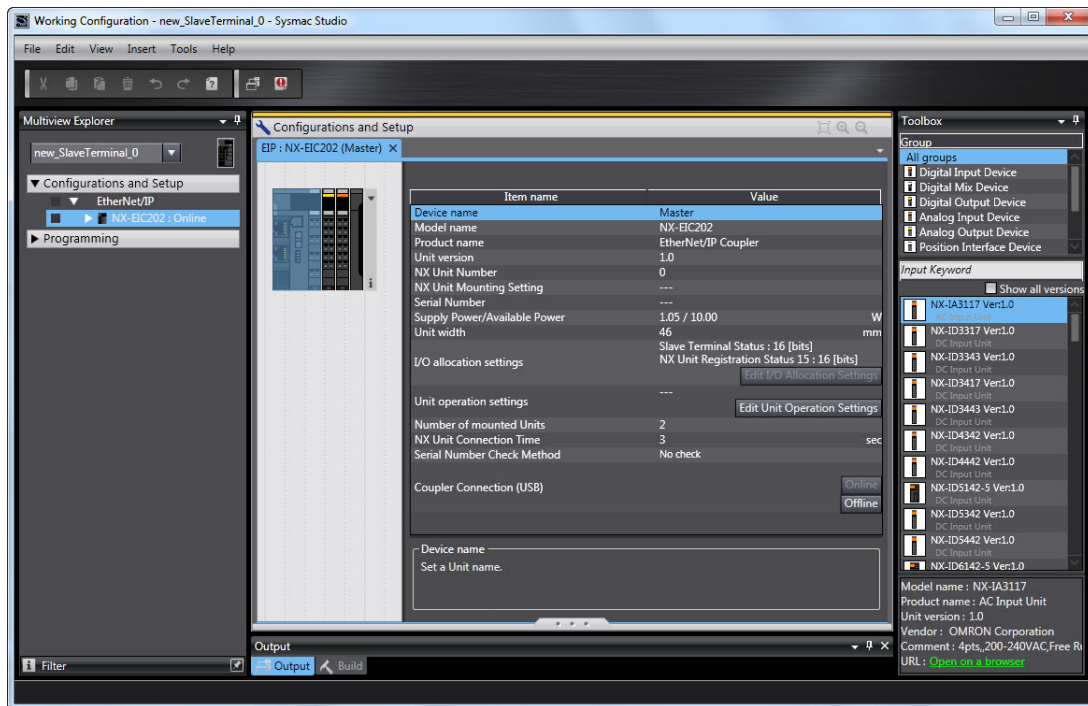 Working Configuration - new_SlaveTerminal_0 - Sysmac Studio
File Edit View Insert Tools Help
Multiview Explorer
new_SlaveTerminal_0
Configurations and Setup
EtherNet/IP
NX-EIC202 : Online
Programming
Filter
Configurations and Setup
EIP : NX-EIC202 (Master)
Item name Value
Device name Master
Model name NX-EIC202
Product name EtherNet/IP Coupler
Unit version 1.0
NX Unit Number 0
NX Unit Mounting Setting ---
Serial Number ---
Supply Power/Available Power 1.05 / 10.00 W
Unit width 46 mm
Slave Terminal Status : 16 [bits]
I/O allocation settings NX Unit Registration Status 15 : 16 [bits]
Edit I/O Allocation Settings
---
Unit operation settings Edit Unit Operation Settings
Number of mounted Units 2
NX Unit Connection Time 3 sec
Serial Number Check Method No check
Coupler Connection (USB) Online
Offline
Device name
Set a Unit name.
Output
Output Build
Toolbox
Group
All groups
Digital Input Device
Digital Mix Device
Digital Output Device
Analog Input Device
Analog Output Device
Position Interface Device
Input Keyword
Show all versions
NX-IA3117 Ver:1.0
AC Input Unit
NX-ID3317 Ver:1.0
DC Input Unit
NX-ID3343 Ver:1.0
DC Input Unit
NX-ID3417 Ver:1.0
DC Input Unit
NX-ID3443 Ver:1.0
DC Input Unit
NX-ID4342 Ver:1.0
DC Input Unit
NX-ID4442 Ver:1.0
DC Input Unit
NX-ID5142-5 Ver:1.0
DC Input Unit
NX-ID5342 Ver:1.0
DC Input Unit
NX-ID5442 Ver:1.0
DC Input Unit
NX-ID6142-5 Ver:1.0
Model name : NX-IA3117
Product name : AC Input Unit
Unit version : 1.0
Vendor : OMRON Corporation
Comment : 4pts,,200-240VAC,Free
URL : Open on a browser